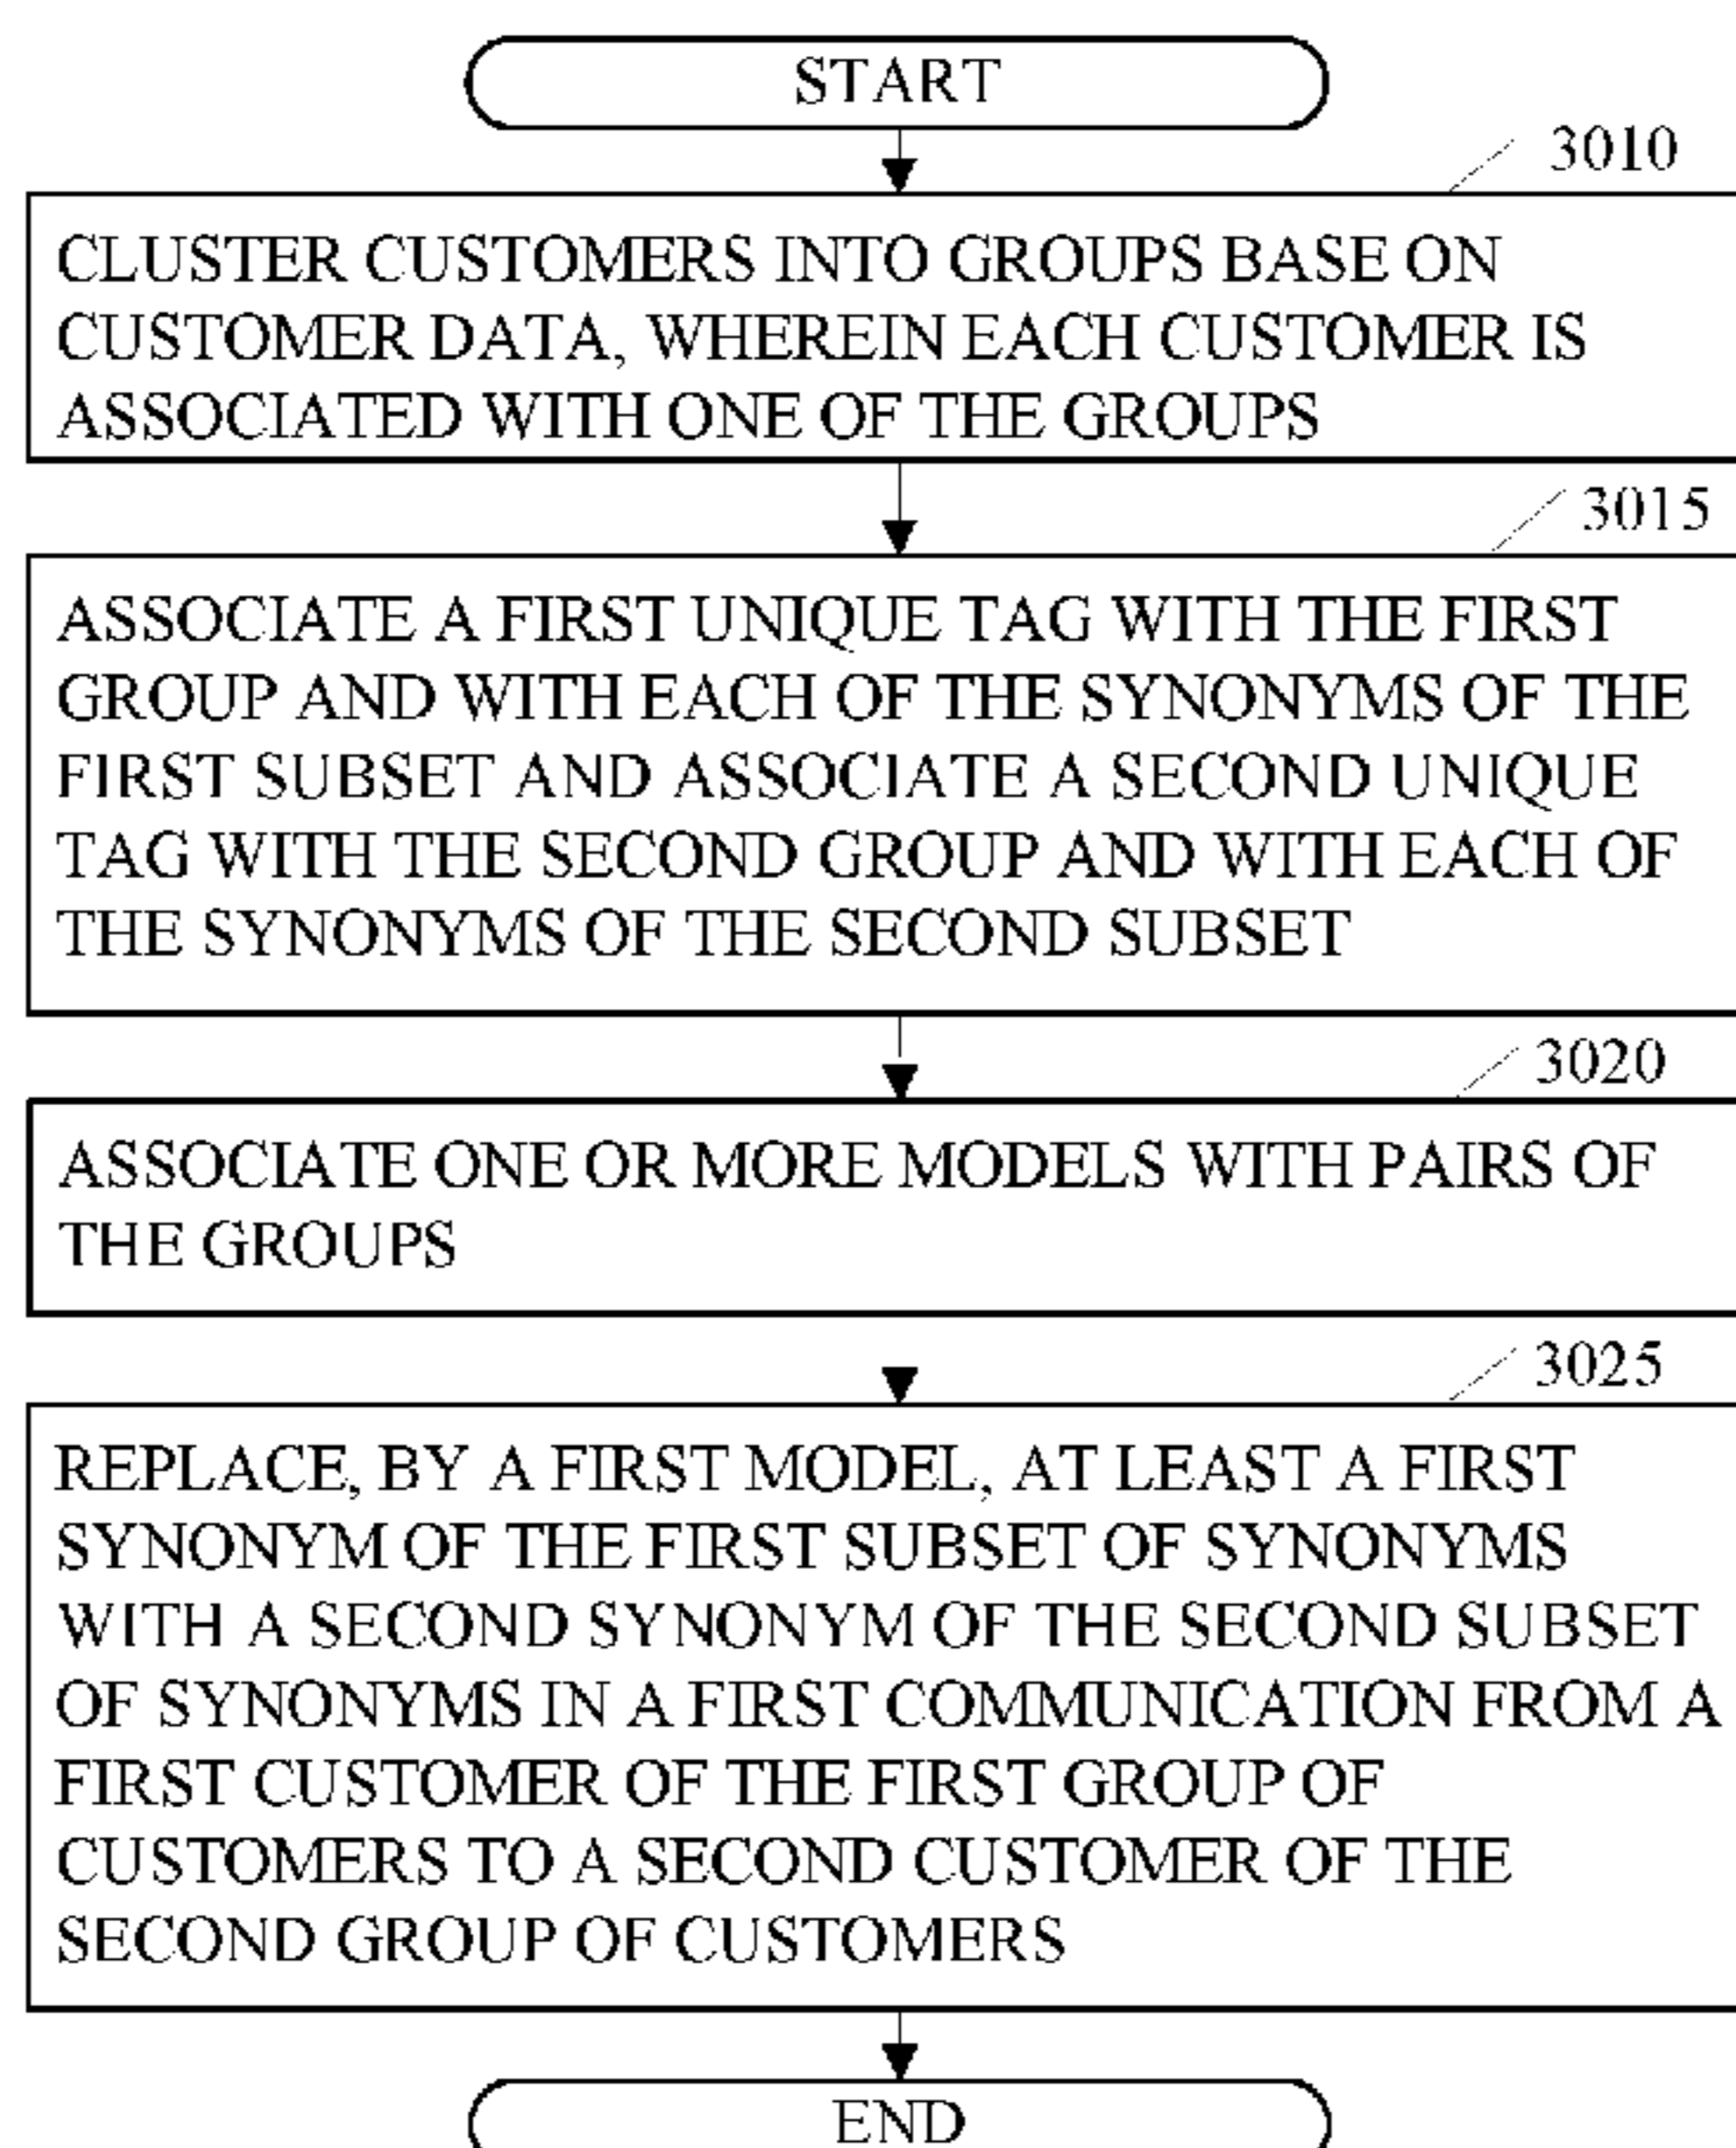 START
3010
CLUSTER CUSTOMERS INTO GROUPS BASE ON
CUSTOMER DATA, WHEREIN EACH CUSTOMER IS
ASSOCIATED WITH ONE OF THE GROUPS
3015
ASSOCIATE A FIRST UNIQUE TAG WITH THE FIRST
GROUP AND WITH EACH OF THE SYNONYMS OF THE
FIRST SUBSET AND ASSOCIATE A SECOND UNIQUE
TAG WITH THE SECOND GROUP AND WITH EACH OF
THE SYNONYMS OF THE SECOND SUBSET
3020
ASSOCIATE ONE OR MORE MODELS WITH PAIRS OF
THE GROUPS
3025
REPLACE, BY A FIRST MODEL, AT LEAST A FIRST
SYNONYM OF THE FIRST SUBSET OF SYNONYMS
WITH A SECOND SYNONYM OF THE SECOND SUBSET
OF SYNONYMS IN A FIRST COMMUNICATION FROM A
FIRST CUSTOMER OF THE FIRST GROUP OF
CUSTOMERS TO A SECOND CUSTOMER OF THE
SECOND GROUP OF CUSTOMERS
END